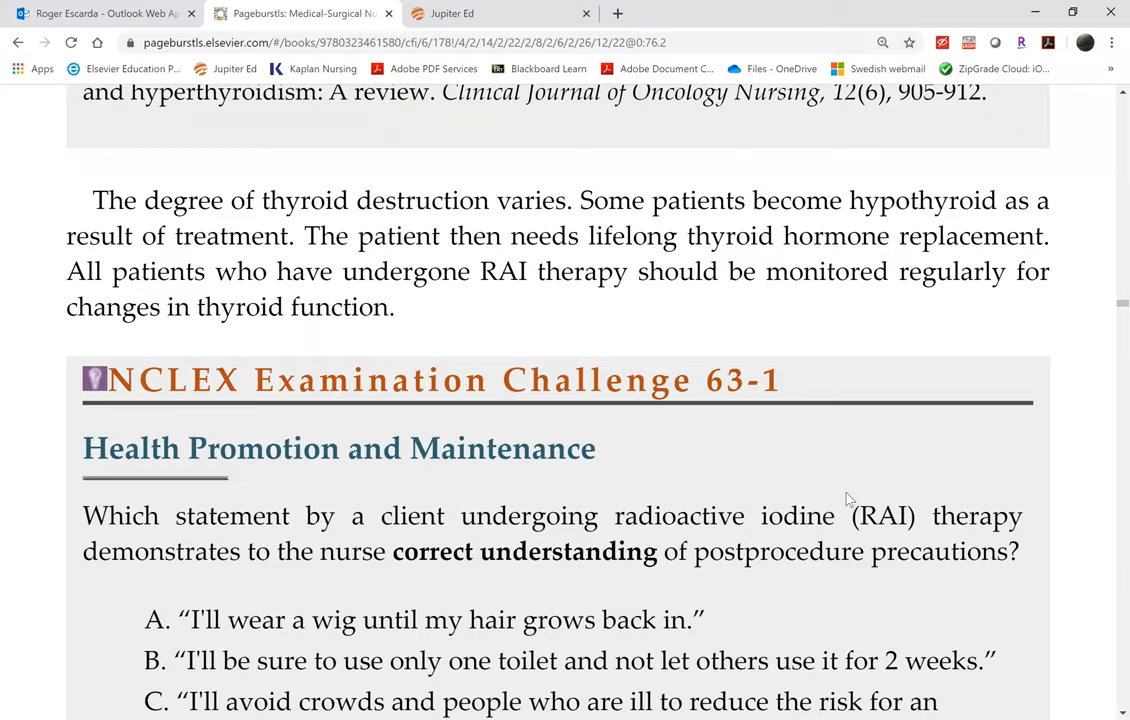 Roger Escarda - Outlook Web Ap
Pageburstls: Medical-Surgical Nu
Jupiter Ed
pageburstls.elsevier.com/#/books/9780323461580/cfi/6/178!/4/2/14/2/22/2/8/2/6/2/26/12/22@0:76.2
Apps
Elsevier Education P...
Jupiter Ed
Kaplan Nursing
Adobe PDF Services
Blackboard Learn
Adobe Document C...
Files - OneDrive
Swedish webmail
ZipGrade Cloud: iO...
»
and hyperthyroidism: A review. Clinical Journal of Oncology Nursing, 12(6), 905-912.
The degree of thyroid destruction varies. Some patients become hypothyroid as a
result of treatment. The patient then needs lifelong thyroid hormone replacement.
All patients who have undergone RAI therapy should be monitored regularly for
changes in thyroid function.
NCLEX Examination Challenge 63-1
Health Promotion and Maintenance
Which statement by a client undergoing radioactive iodine (RAI) therapy
demonstrates to the nurse correct understanding of postprocedure precautions?
A. “I'll wear a wig until my hair grows back in.”
B. “I'll be sure to use only one toilet and not let others use it for 2 weeks.”
C. “I'll avoid crowds and people who are ill to reduce the risk for an